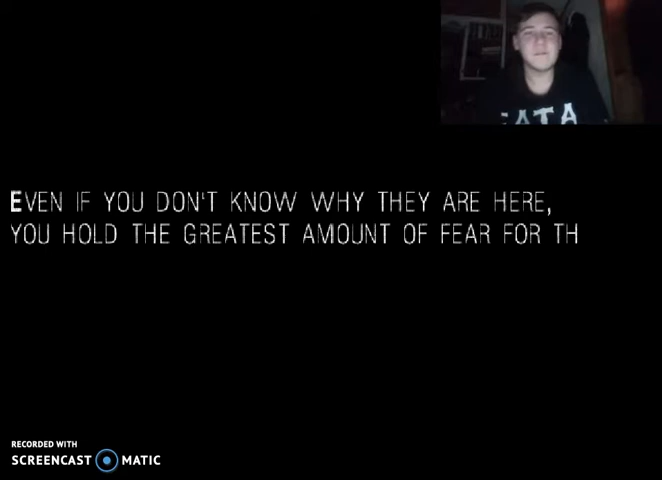 EVEN IF YOU DON'T KNOW WHY THEY ARE HERE,
YOU HOLD THE GREATEST AMOUNT OF FEAR FOR TH
RECORDED WITH
SCREENCAST MATIC